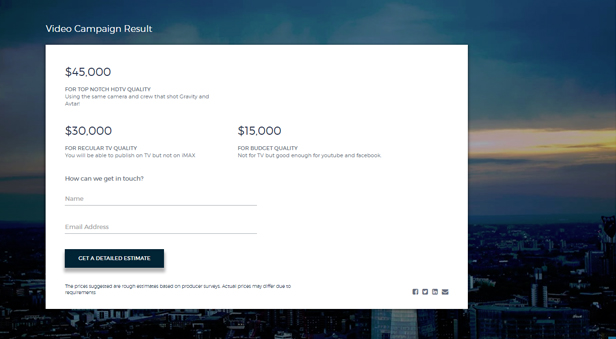 Video Campaign Result
$45,000
FOR TOP NOTCH HDTV QUALITY
Using the same camera and crew that shot Gravity and
Avtar!
$30,000
FOR REGULAR TV QUALITY
You will be able to publish on TV but not on IMAX
$15,000
FOR BUDGET QUALITY
Not for TV but good enough for youtube and facebook.
How can we get in touch?
Name
Email Address
GET A DETAILED ESTIMATE
The prices suggested are rough estimates based on producer surveys. Actual prices may differ due to
requirements